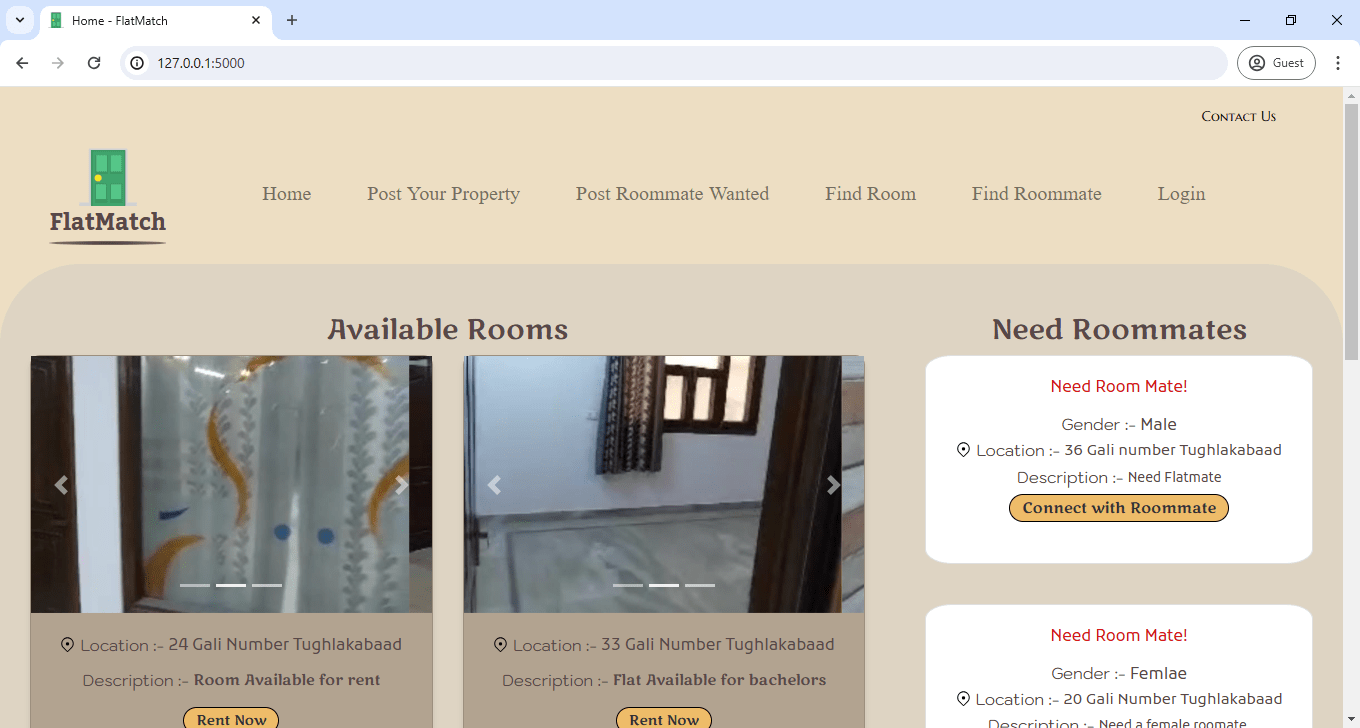 Home - FlatMatch
127.0.0.1:5000
Guest
Contact Us
FlatMatch
Home Post Your Property Post Roommate Wanted Find Room Find Roommate Login
Available Rooms
Location :- 24 Gali Number Tughlakabaad
Description :- Room Available for rent
Rent Now
Location :- 33 Gali Number Tughlakabaad
Description :- Flat Available for bachelors
Rent Now
Need Roommates
Need Room Mate!
Gender :- Male
Location :- 36 Gali number Tughlakabaad
Description :- Need Flatmate
Connect with Roommate
Need Room Mate!
Gender :- Femlae
Location :- 20 Gali Number Tughlakabaad
Description :- Need a female roomate